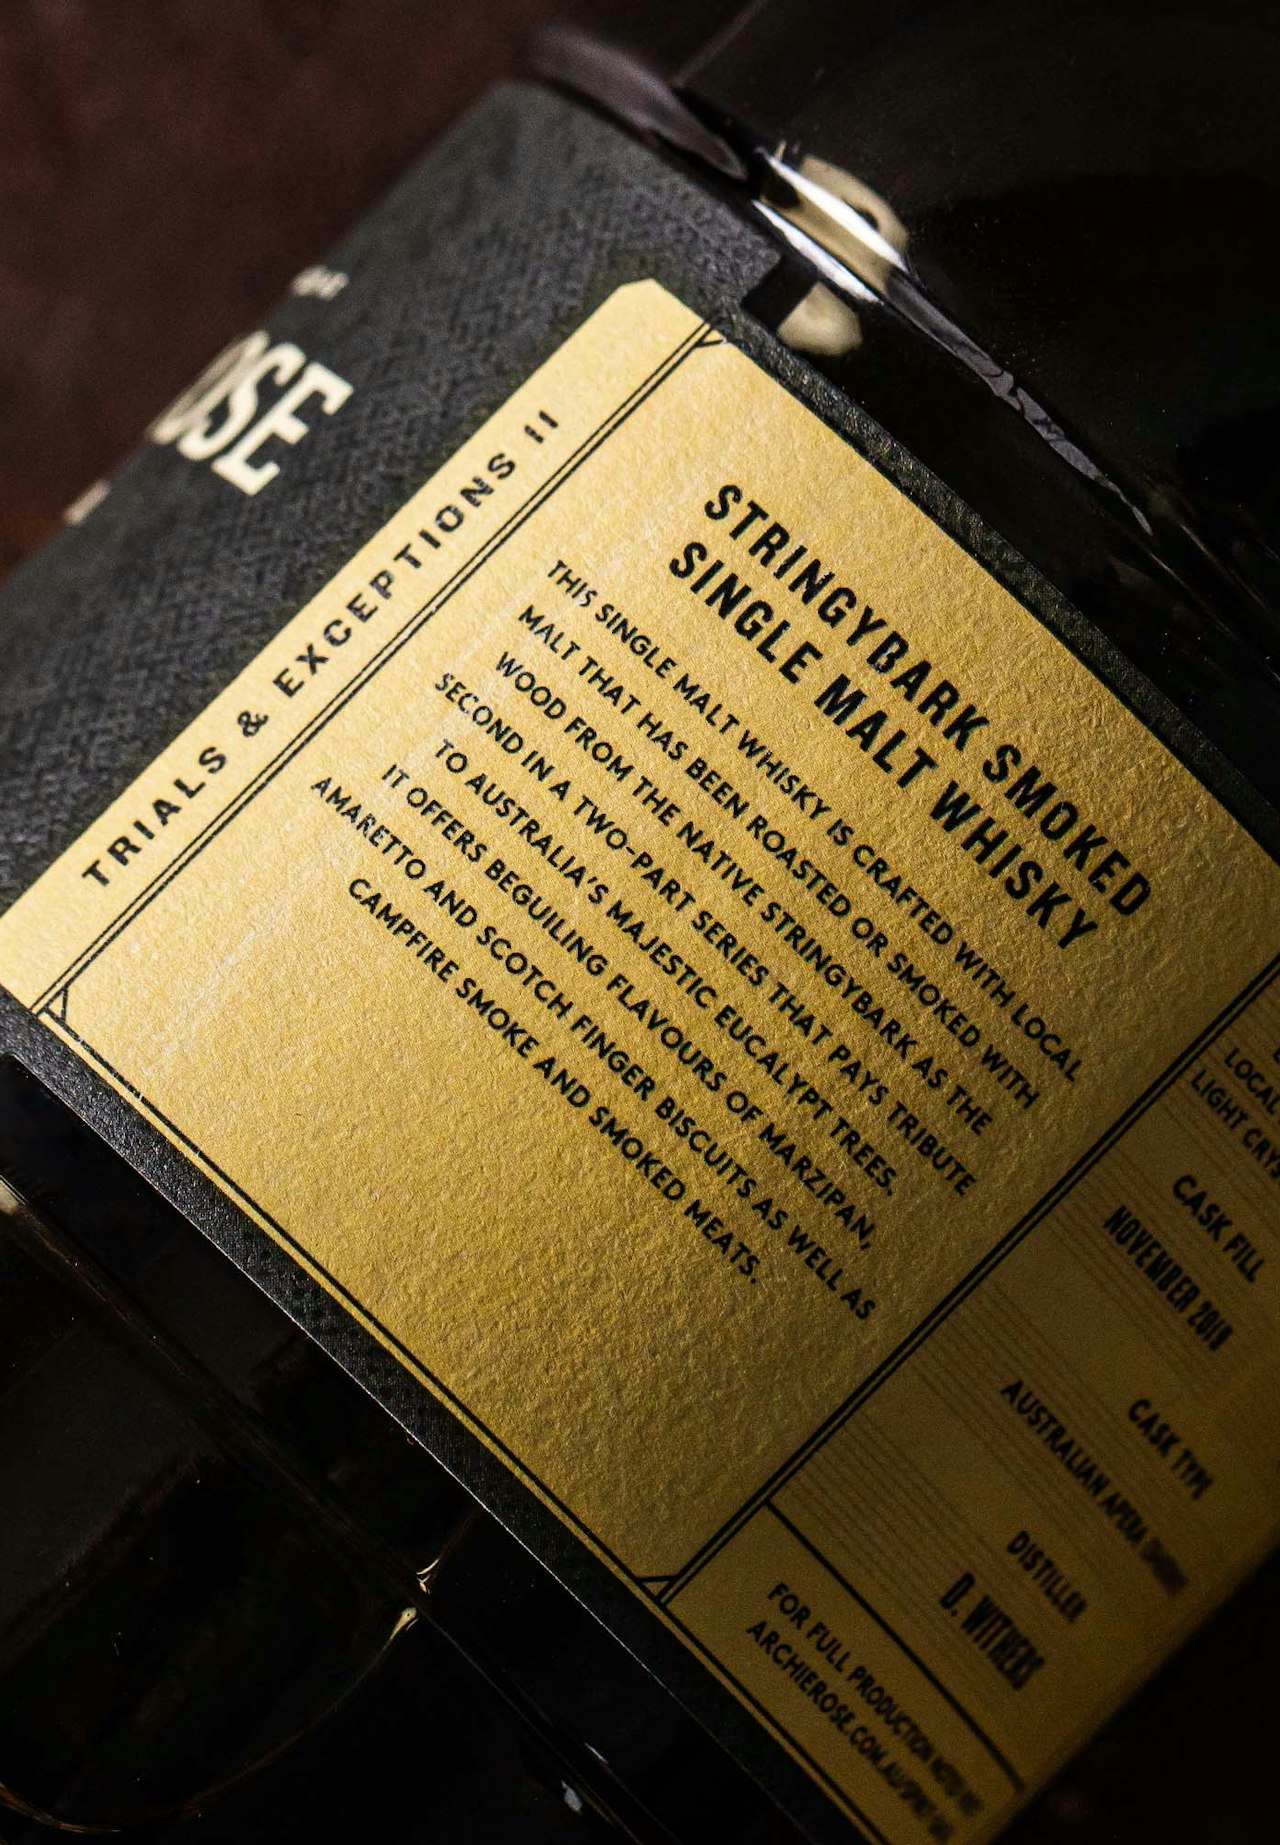 OSE
TRIALS & EXCEPTIONS II
STRINGYBARK SMOKED
SINGLE MALT WHISKY
THIS SINGLE MALT WHISKY IS CRAFTED WITH LOCAL
MALT THAT HAS BEEN ROASTED OR SMOKED WITH
WOOD FROM THE NATIVE STRINGYBARK AS THE
SECOND IN A TWO-PART SERIES THAT PAYS TRIBUTE
TO AUSTRALIA'S MAJESTIC EUCALYPT TREES.
IT OFFERS BEGUILING FLAVOURS OF MARZIPAN,
AMARETTO AND SCOTCH FINGER BISCUITS AS WELL AS
CAMPFIRE SMOKE AND SMOKED MEATS.
LOCAL
LIGHT CRY
CASK FILL
NOVEMBER 2018
CASK TYPE
AUSTRALIAN APERA
DISTILLER
D. WITHERS
FOR FULL PRODUCTION NOTES
ARCHIEROSE.COM.AU